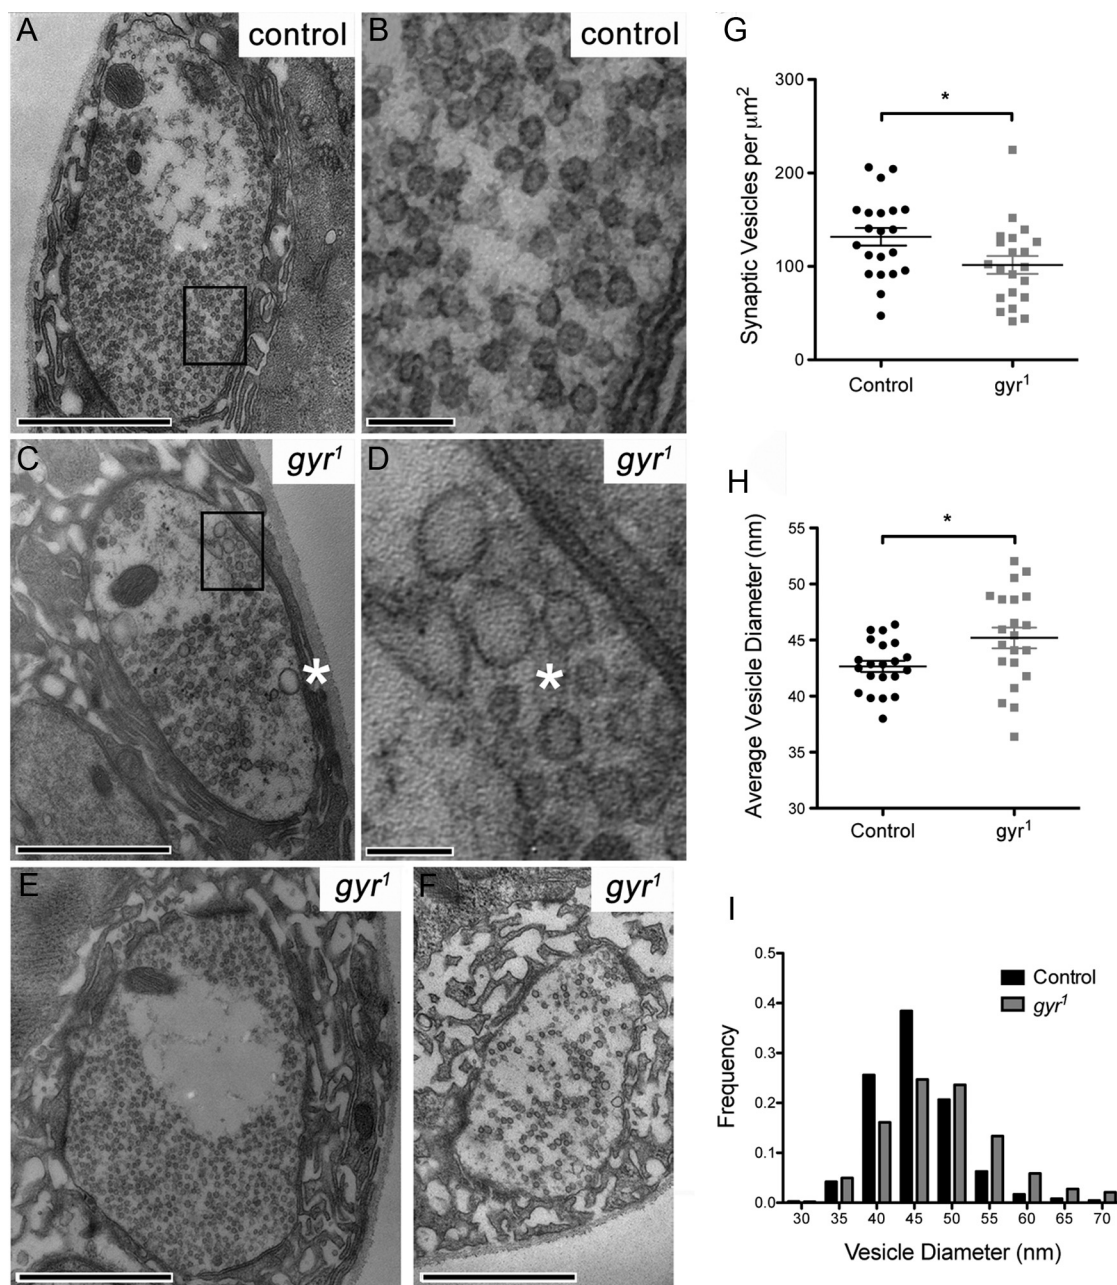 A
control
B
control
C
gyr¹
D
gyr¹
*
*
E
gyr¹
F
gyr¹
G
300
200
100
0
Synaptic Vesicles per μm²
*
Control
gyr¹
H
55
50
45
40
35
30
Average Vesicle Diameter (nm)
*
Control
gyr¹
I
0.5
0.4
0.3
0.2
0.1
0.0
Frequency
Control
gyr¹
30 35 40 45 50 55 60 65 70
Vesicle Diameter (nm)